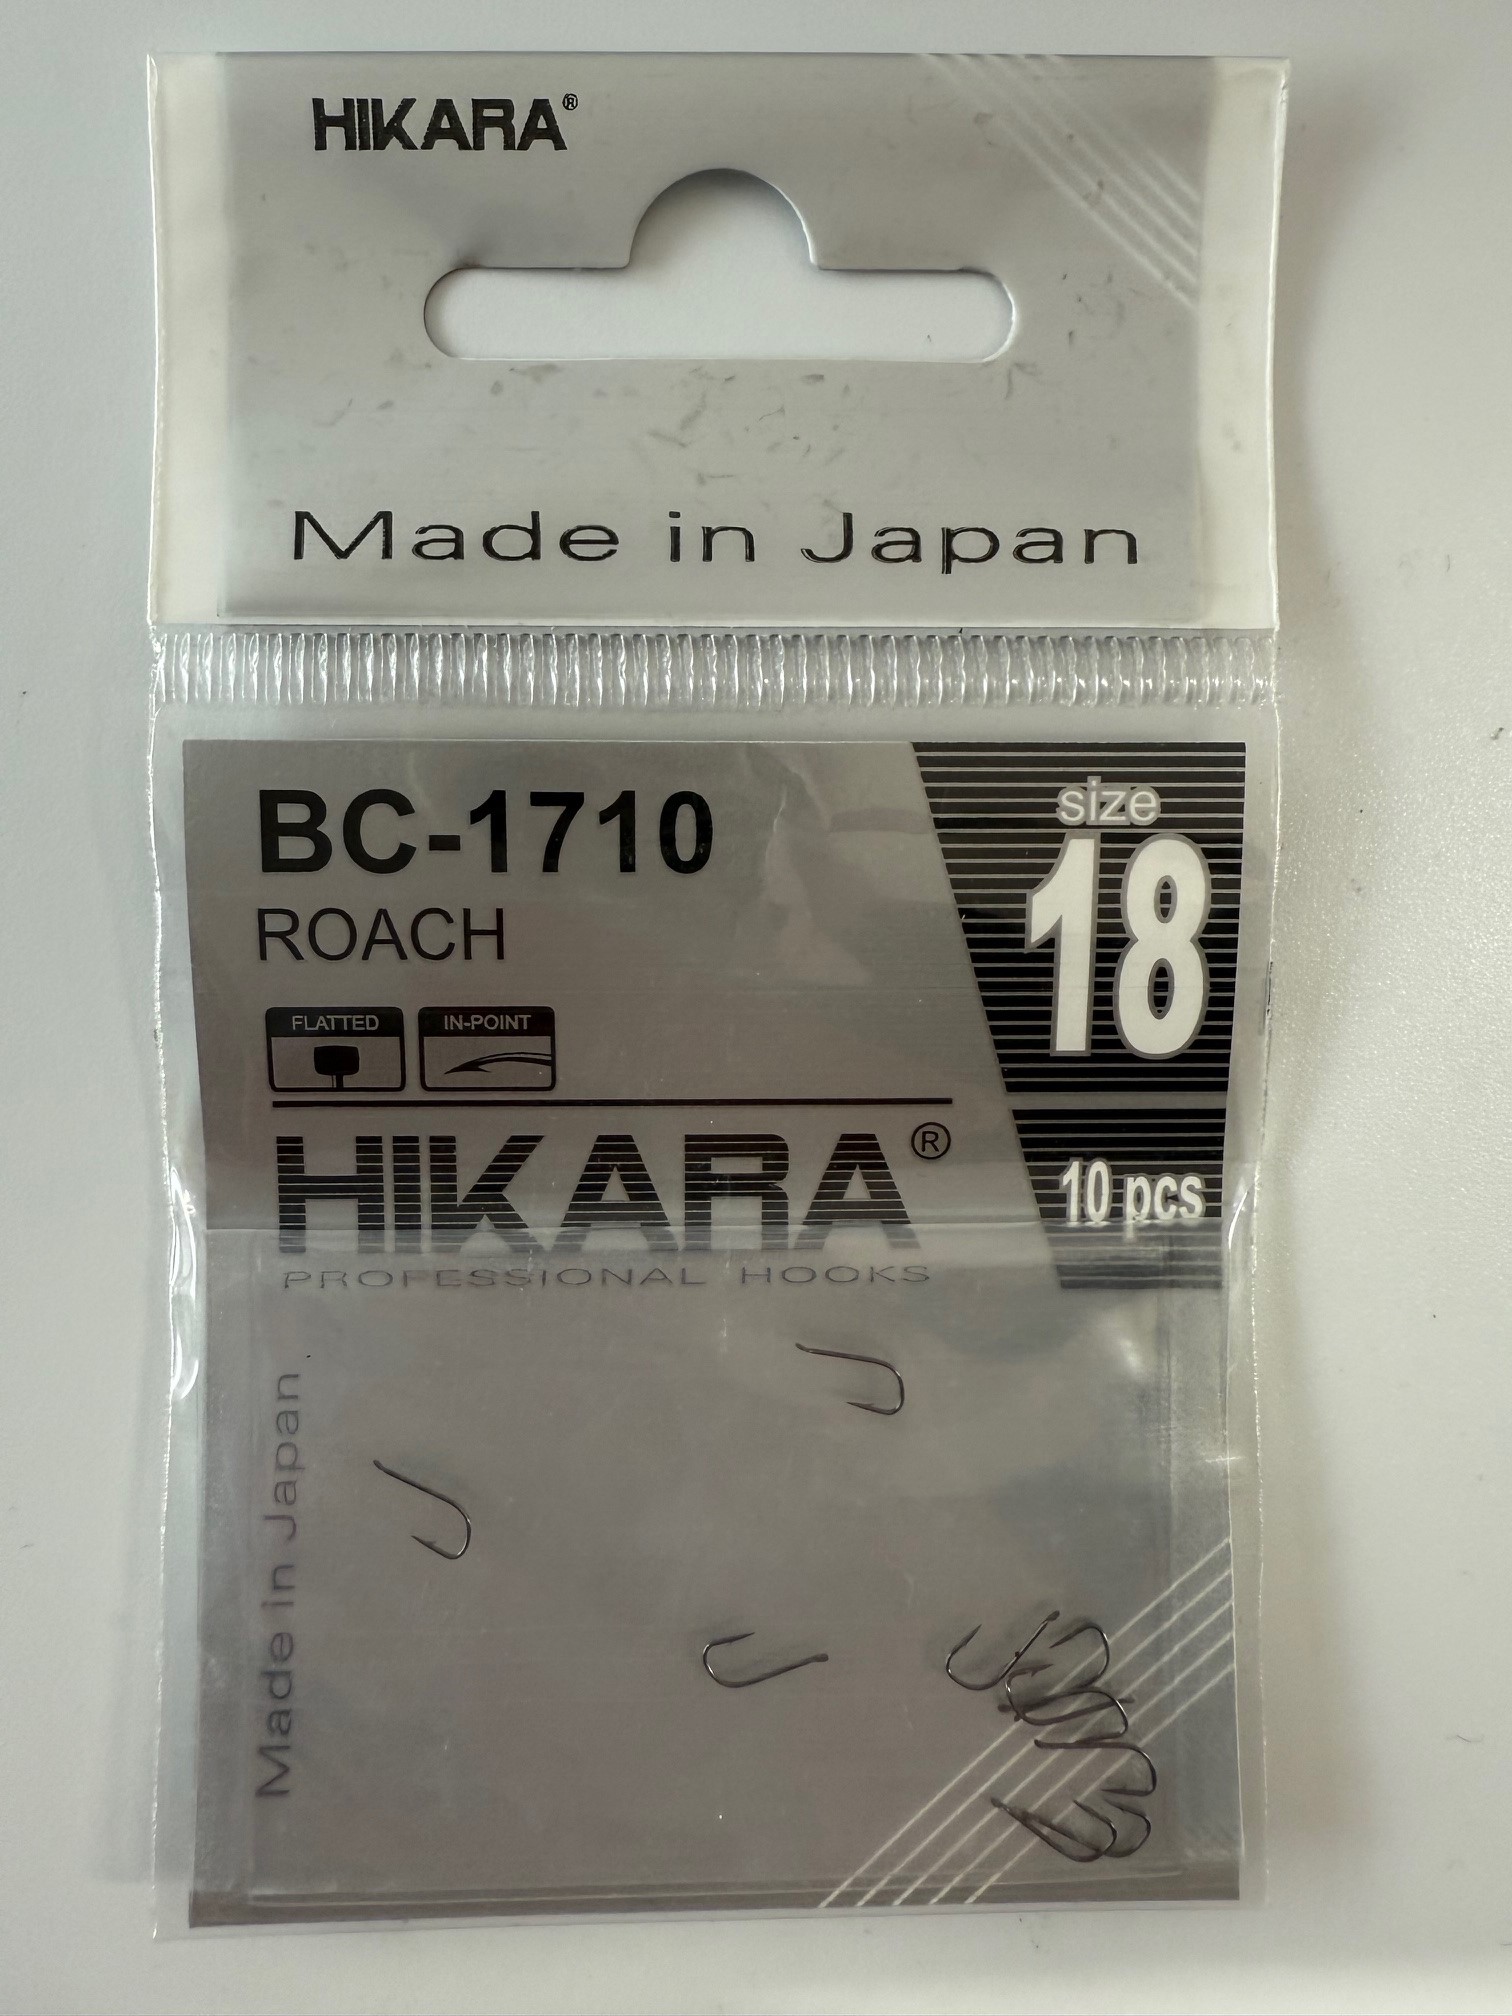 HIKARA®
Made in Japan
BC-1710
ROACH
size
18
FLATTED
IN-POINT
HIKARA®
PROFESSIONAL HOOKS
10 pcs
Made in Japan